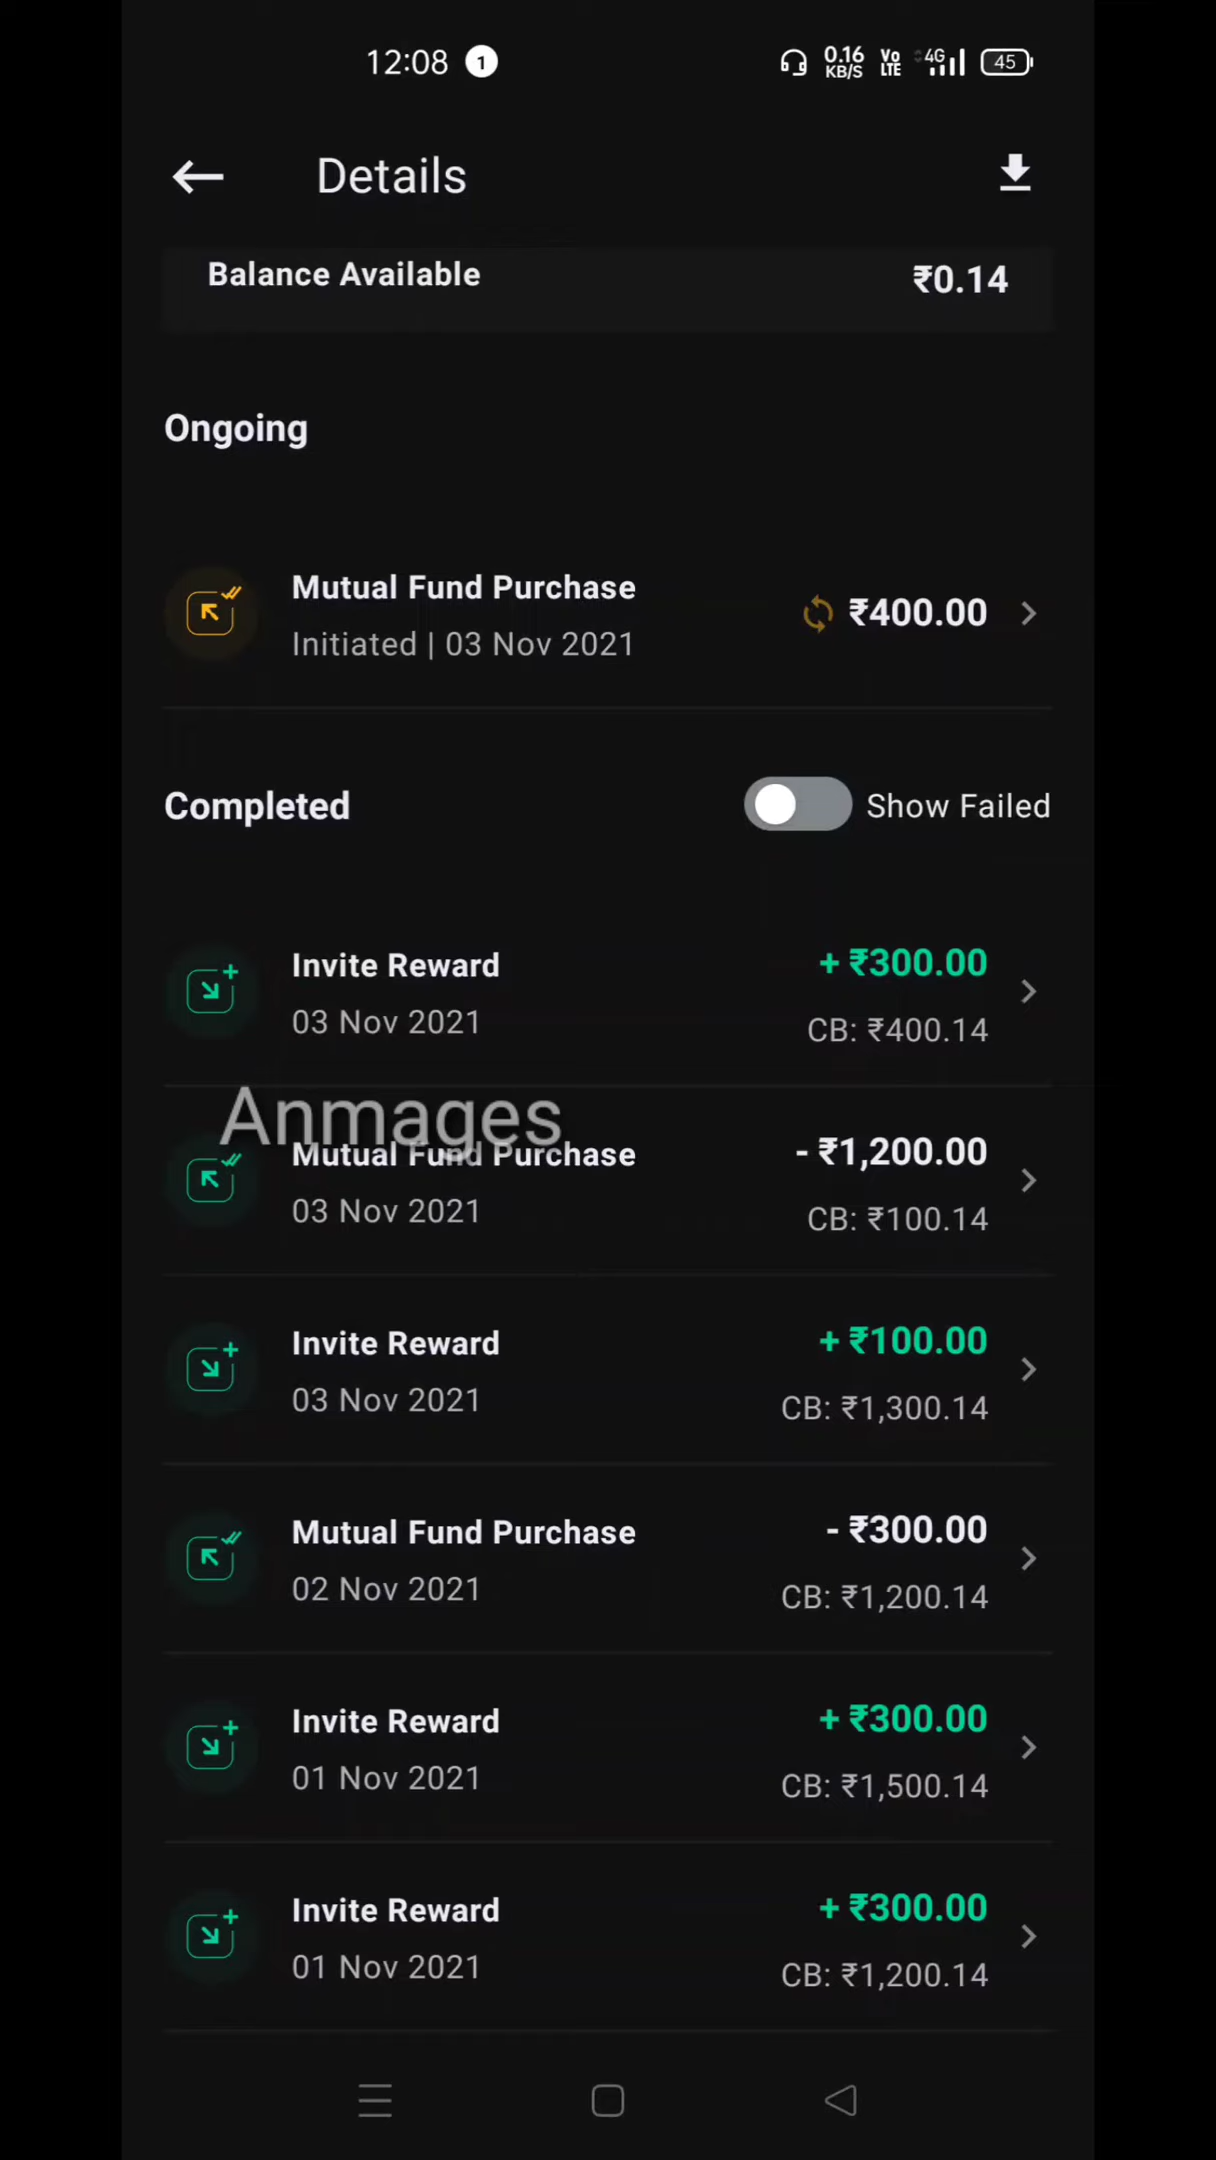 12:08 1 0.16 KB/S Vo LTE 4G 45
Details
Balance Available ₹0.14
Ongoing
Mutual Fund Purchase ₹400.00
Initiated | 03 Nov 2021
Completed Show Failed
Invite Reward + ₹300.00
03 Nov 2021 CB: ₹400.14
Anmages
Mutual Fund Purchase - ₹1,200.00
03 Nov 2021 CB: ₹100.14
Invite Reward + ₹100.00
03 Nov 2021 CB: ₹1,300.14
Mutual Fund Purchase - ₹300.00
02 Nov 2021 CB: ₹1,200.14
Invite Reward + ₹300.00
01 Nov 2021 CB: ₹1,500.14
Invite Reward + ₹300.00
01 Nov 2021 CB: ₹1,200.14